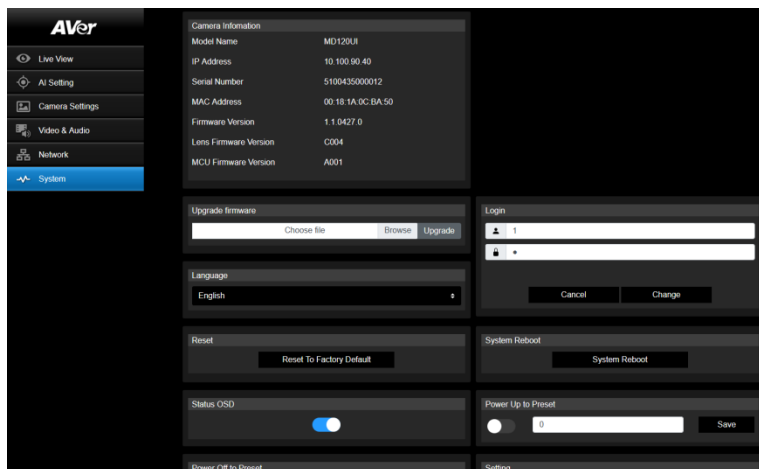 AVer
Live View
AI Setting
Camera Settings
Video & Audio
Network
System
Camera Infomation
Model Name MD120UI
IP Address 10.100.90.40
Serial Number 5100435000012
MAC Address 00:18:1A:0C:BA:50
Firmware Version 1.1.0427.0
Lens Firmware Version C004
MCU Firmware Version A001
Upgrade firmware
Choose file Browse Upgrade
Login
1
Language
English
Cancel Change
Reset
Reset To Factory Default
System Reboot
System Reboot
Status OSD
Power Up to Preset
0 Save
Power Off to Preset
Setting